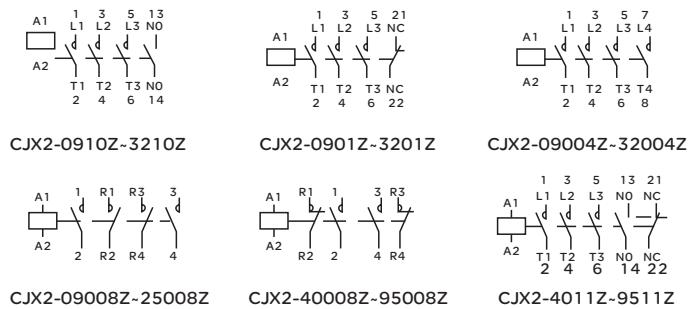 A1 1 3 5 13
L1 L2 L3 N0
A2
T1 T2 T3 N0
2 4 6 14
CJX2-0910Z~3210Z
A1 1 3 5 21
L1 L2 L3 NC
A2
T1 T2 T3 NC
2 4 6 22
CJX2-0901Z~3201Z
A1 1 3 5 7
L1 L2 L3 L4
A2
T1 T2 T3 T4
2 4 6 8
CJX2-09004Z~32004Z
A1 1 R1 R3 3
A2 2 R2 R4 4
CJX2-09008Z~25008Z
A1 R1 1 3 R3
A2 R2 2 4 R4
CJX2-40008Z~95008Z
1 3 5 13 21
A1 L1 L2 L3 N0 NC
A2
T1 T2 T3 N0 NC
2 4 6 14 22
CJX2-4011Z~9511Z